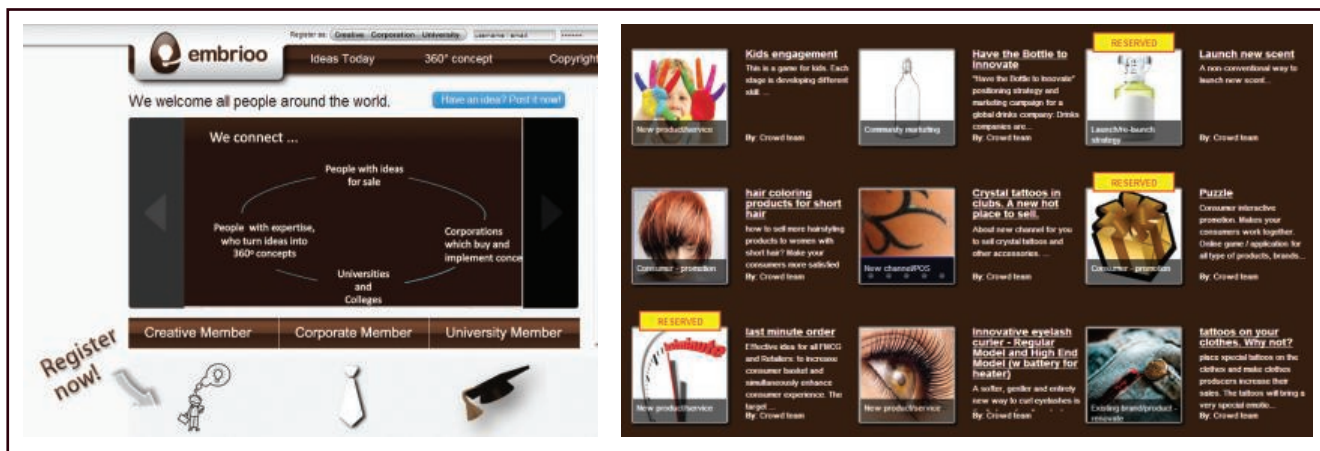 Register as: Creative Corporation University username / email
embrioo
Ideas Today 360° concept Copyright
We welcome all people around the world.
Have an idea? Post it now!
We connect ...
People with ideas
for sale
People with expertise,
who turn ideas into
360º concepts
Corporations
which buy and
implement conce
Universities
and
Colleges
Creative Member Corporate Member University Member
Register
now!
Kids engagement
This is a game for kids. Each
stage is developing different
skill. ...
New product/service
By: Crowd team
Have the Bottle to
Innovate
"Have the Bottle to Innovate"
positioning strategy and
marketing campaign for a
global drinks company: Drinks
companies are...
Community marketing
By: Crowd team
RESERVED
Launch new scent
A non-conventional way to
launch new scent...
Launch/re-launch
strategy
By: Crowd team
hair coloring
products for short
hair
how to sell more hairstyling
products to women with
short hair? Make your
consumers more satisfied
Consumer - promotion
By: Crowd team
Crystal tattoos in
clubs. A new hot
place to sell.
About new channel for you
to sell crystal tattoos and
other accessories. ...
New channel/POS
By: Crowd team
RESERVED
Puzzle
Consumer interactive
promotion. Makes your
consumers work together.
Online game / application for
all type of products, brands...
Consumer - promotion
By: Crowd team
RESERVED
last minute order
Effective idea for all FMCG
and Retailers: to increase
consumer basket and
simultaneously enhance
consumer experience. The
target ...
New product/service
By: Crowd team
Innovative eyelash
curler - Regular
Model and High End
Model (w battery for
heater)
A softer, gentler and entirely
new way to curl eyelashes is
New product/service
By: Crowd team
tattoos on your
clothes. Why not?
place special tattoos on the
clothes and make clothes
producers increase their
sales. The tattoos will bring a
very special emotio...
Existing brand/product -
renovate
By: Crowd team